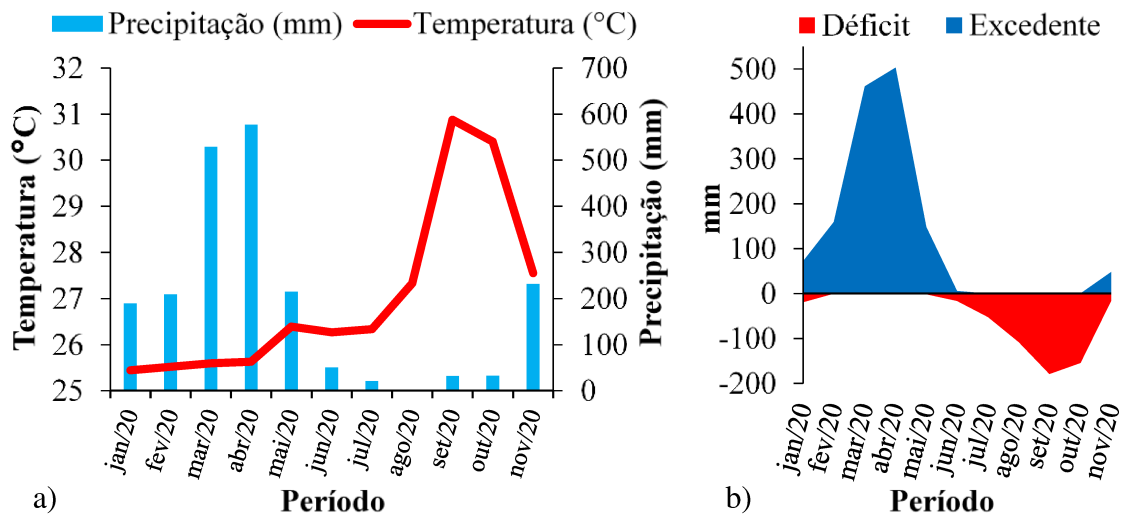 Precipitação (mm) Temperatura (°C)
32
31
30
29
28
27
26
25
Temperatura (°C)
700
600
500
400
300
200
100
0
Precipitação (mm)
jan/20
fev/20
mar/20
abr/20
mai/20
jun/20
jul/20
ago/20
set/20
out/20
nov/20
a)
Período
Déficit Excedente
500
400
300
200
100
0
-100
-200
mm
jan/20
fev/20
mar/20
abr/20
mai/20
jun/20
jul/20
ago/20
set/20
out/20
nov/20
b)
Período